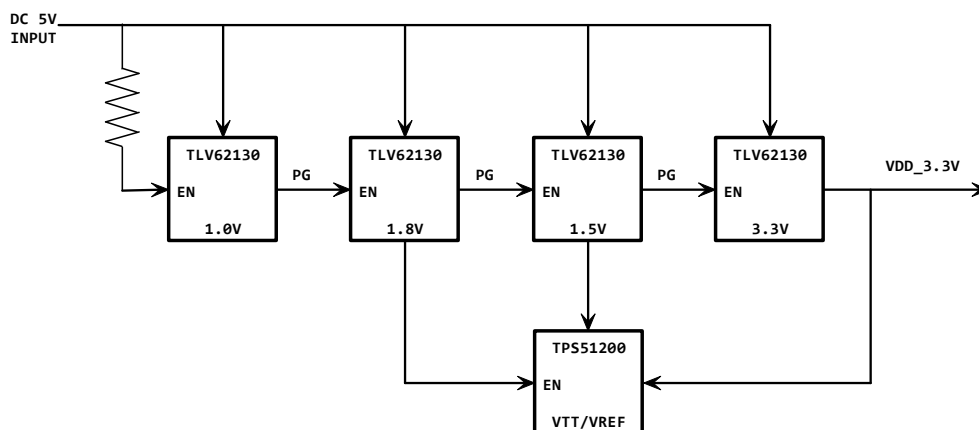 DC 5V
INPUT
TLV62130
EN
1.0V
PG
TLV62130
EN
1.8V
PG
TLV62130
EN
1.5V
PG
TLV62130
EN
3.3V
VDD_3.3V
TPS51200
EN
VTT/VREF